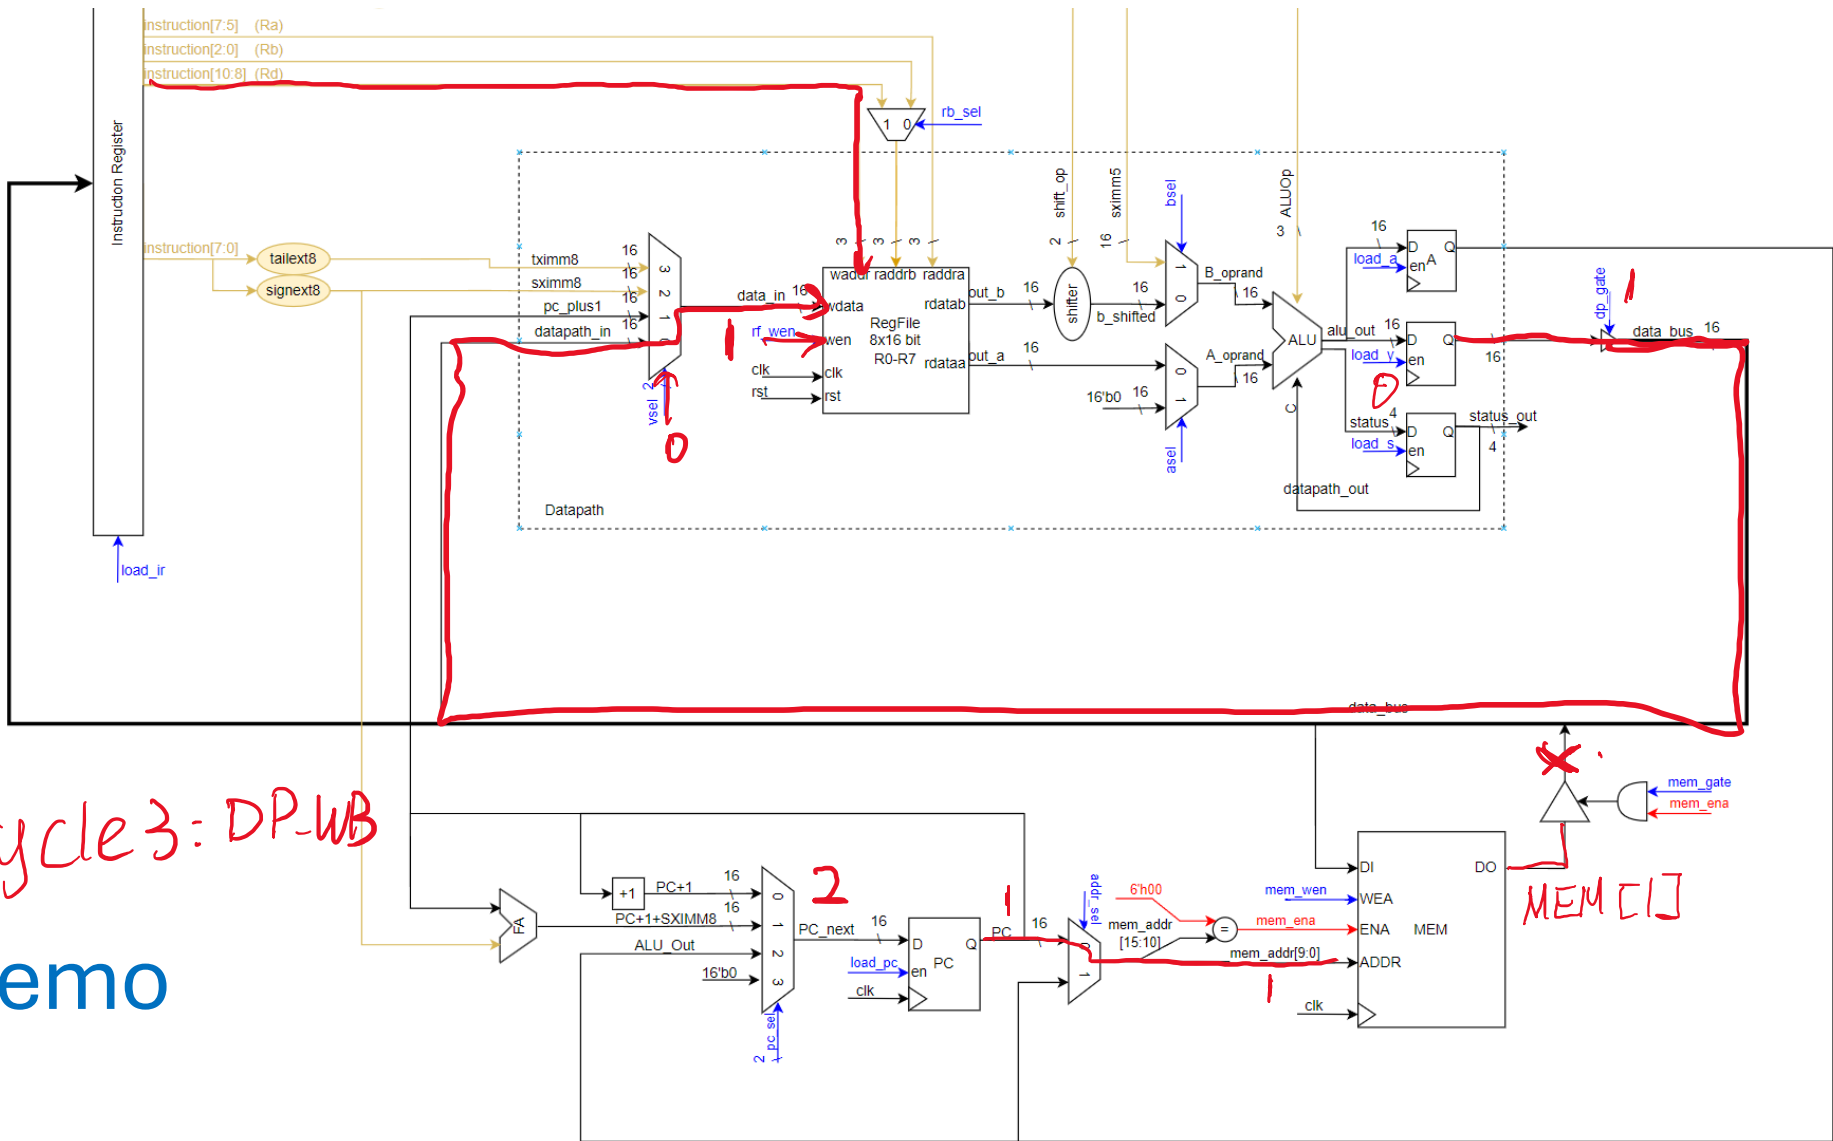 instruction[7:5] (Ra)
instruction[2:0] (Rb)
instruction[10:8] (Rd)
Instruction Register
1 0
rb_sel
instruction[7:0]
tailext8
signext8
load_ir
tximm8
16
sximm8
16
pc_plus1
16
datapath_in
16
3
2
1
0
vsel
2
0
data_in
16
1
rf_wen
clk
rst
3
3
3
waddr raddrb raddra
wdata
wen
clk
rst
RegFile
8x16 bit
R0-R7
rdatab
rdataa
out_b
16
out_a
16
shift_op
2
shifter
sximm5
16
16
b_shifted
bsel
1
0
B_oprand
16
0
1
A_oprand
16
16'b0
16
asel
ALUOp
3
ALU
C
alu_out
16
16
load_a
D
Q
en
A
load_y
D
Q
en
0
status
4
load_s
D
Q
en
status_out
4
datapath_out
16
dp_gate
1
data_bus
16
Datapath
data_bus
ycle3: DP-WB
emo
FA
+1
PC+1
16
PC+1+SXIMM8
16
ALU_Out
16'b0
0
1
2
3
2
pc_sel
2
PC_next
16
load_pc
clk
D
Q
en
PC
1
PC
16
addr_sel
0
1
6'h00
mem_addr
[15:10]
=
mem_ena
mem_addr[9:0]
1
mem_wen
clk
DI
DO
WEA
ENA
MEM
ADDR
MEM[1]
mem_gate
mem_ena